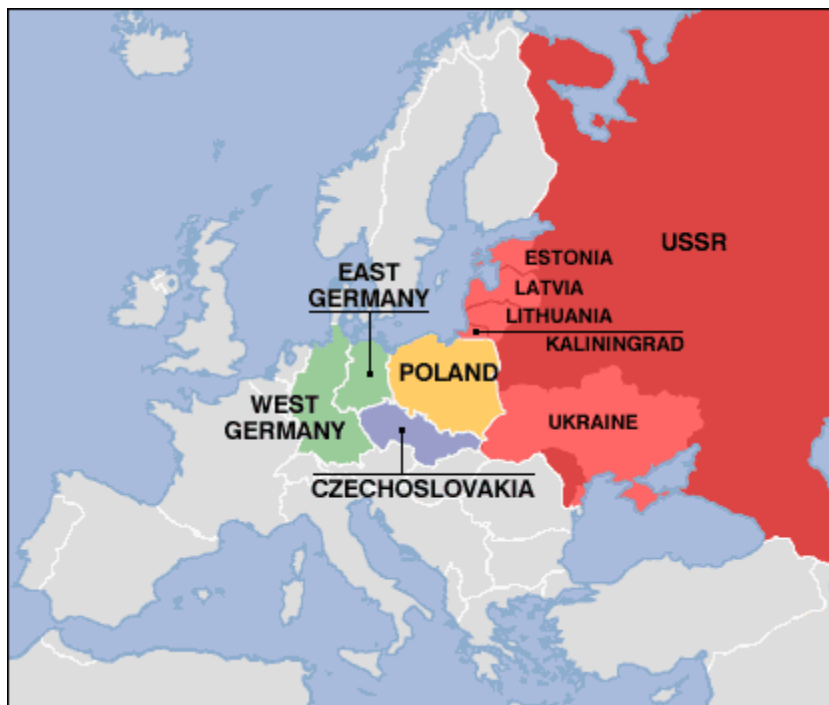 USSR
ESTONIA
EAST
GERMANY
LATVIA
LITHUANIA
KALININGRAD
POLAND
WEST
GERMANY
UKRAINE
CZECHOSLOVAKIA